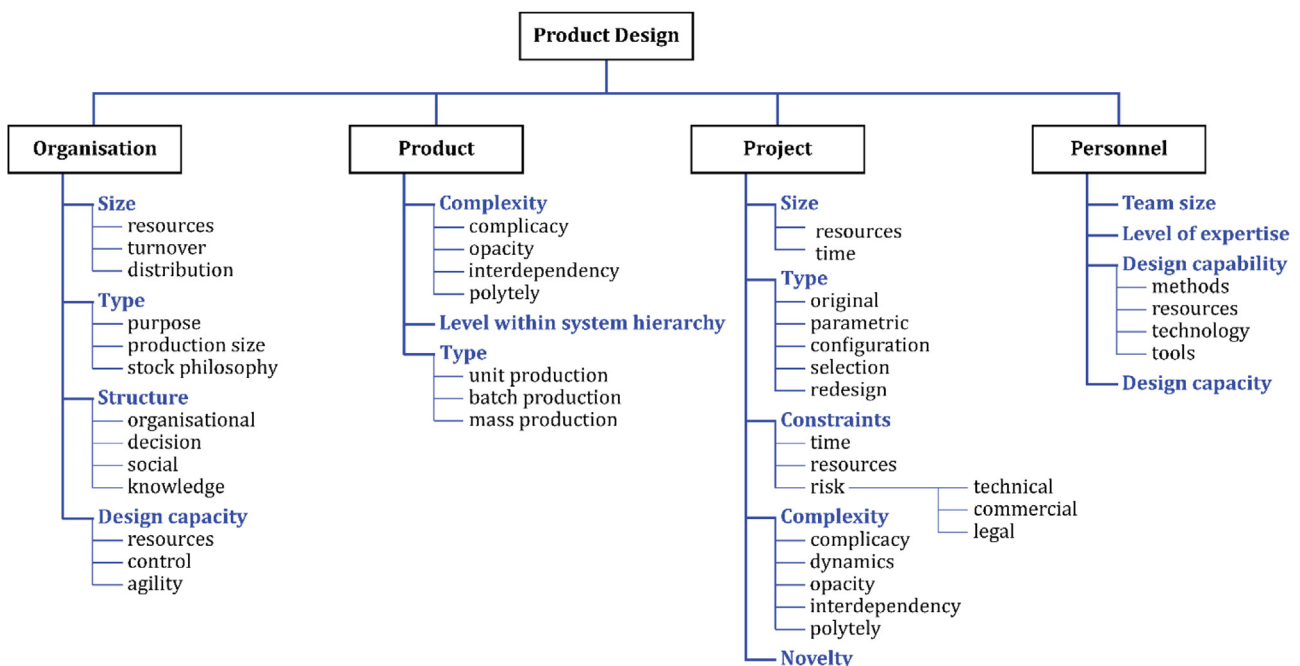 Product Design
Organisation
Size
resources
turnover
distribution
Type
purpose
production size
stock philosophy
Structure
organisational
decision
social
knowledge
Design capacity
resources
control
agility
Product
Complexity
complicacy
opacity
interdependency
polytely
Level within system hierarchy
Type
unit production
batch production
mass production
Project
Size
resources
time
Type
original
parametric
configuration
selection
redesign
Constraints
time
resources
risk
technical
commercial
legal
Complexity
complicacy
dynamics
opacity
interdependency
polytely
Novelty
Personnel
Team size
Level of expertise
Design capability
methods
resources
technology
tools
Design capacity